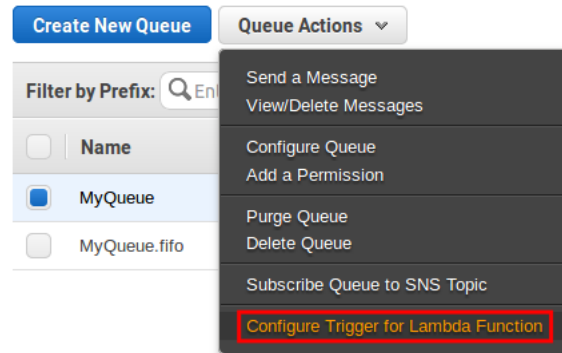 Create New Queue
Queue Actions
Filter by Prefix:
Send a Message
View/Delete Messages
Name
Configure Queue
Add a Permission
MyQueue
Purge Queue
MyQueue.fifo
Delete Queue
Subscribe Queue to SNS Topic
Configure Trigger for Lambda Function